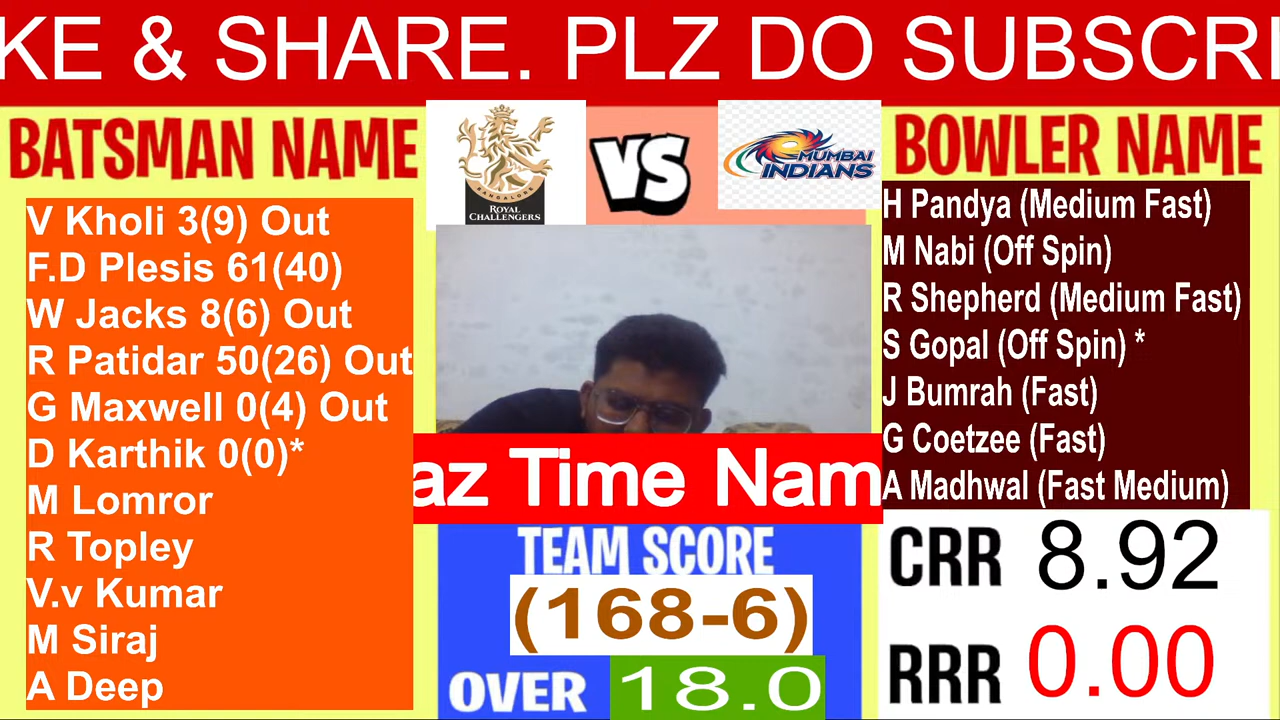 KE & SHARE. PLZ DO SUBSCRI
BATSMAN NAME
V Kholi 3(9) Out
F.D Plesis 61(40)
W Jacks 8(6) Out
R Patidar 50(26) Out
G Maxwell 0(4) Out
D Karthik 0(0)*
M Lomror
R Topley
V.v Kumar
M Siraj
A Deep
BANGALORE
ROYAL
CHALLENGERS
VS
MUMBAI
INDIANS
az Time Nam
TEAM SCORE
(168-6)
OVER 18.0
BOWLER NAME
H Pandya (Medium Fast)
M Nabi (Off Spin)
R Shepherd (Medium Fast)
S Gopal (Off Spin) *
J Bumrah (Fast)
G Coetzee (Fast)
A Madhwal (Fast Medium)
CRR 8.92
RRR 0.00